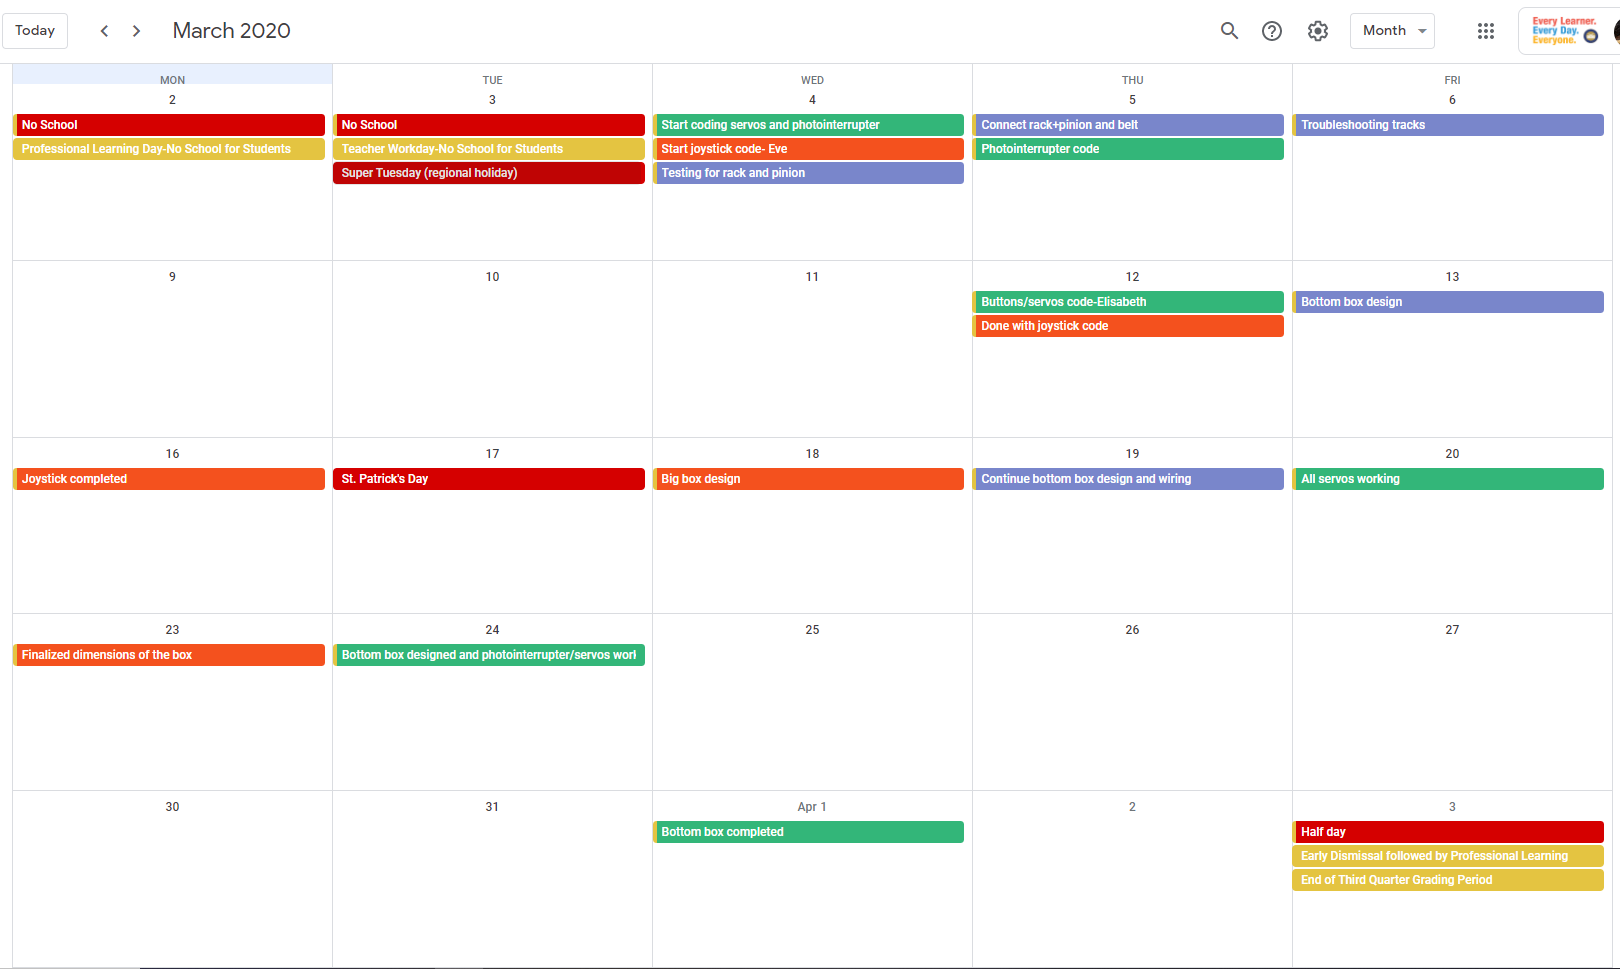 Today
March 2020
Month
Every Learner.
Every Day.
Everyone.
MON TUE WED THU FRI
2 3 4 5 6
No School
Professional Learning Day-No School for Students
No School
Teacher Workday-No School for Students
Super Tuesday (regional holiday)
Start coding servos and photointerrupter
Start joystick code- Eve
Testing for rack and pinion
Connect rack+pinion and belt
Photointerrupter code
Troubleshooting tracks
9 10 11 12 13
Buttons/servos code-Elisabeth
Done with joystick code
Bottom box design
16 17 18 19 20
Joystick completed
St. Patrick's Day
Big box design
Continue bottom box design and wiring
All servos working
23 24 25 26 27
Finalized dimensions of the box
Bottom box designed and photointerrupter/servos worl
30 31 Apr 1 2 3
Bottom box completed
Half day
Early Dismissal followed by Professional Learning
End of Third Quarter Grading Period